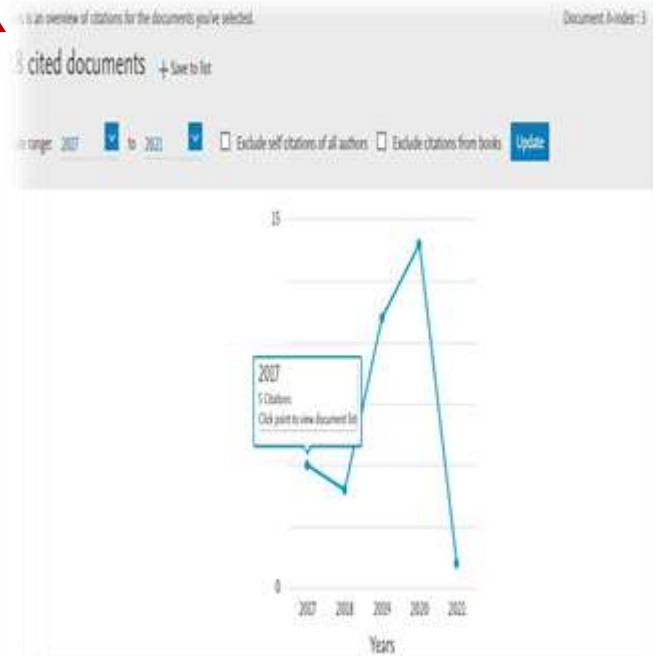 is an overview of citations for the documents you've selected.
Document h-index : 3
8 cited documents + Save to list
range: 2017 to 2021 Exclude self citations of all authors Exclude citations from books Update
15
2017
5 Citations
Click point to view document list
0
2017 2018 2019 2020 2021
Years